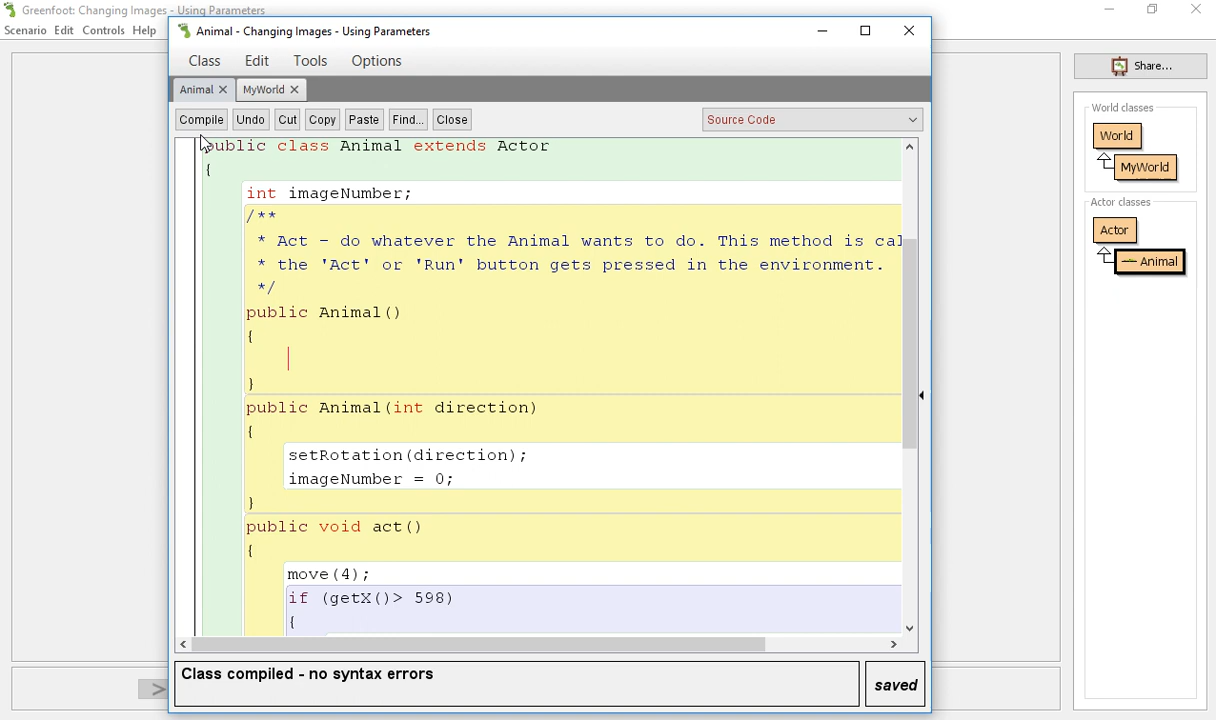 Greenfoot: Changing Images - Using Parameters
Scenario Edit Controls Help
Animal - Changing Images - Using Parameters
Class Edit Tools Options
Animal MyWorld
Compile Undo Cut Copy Paste Find... Close Source Code
public class Animal extends Actor
{
int imageNumber;
/**
* Act - do whatever the Animal wants to do. This method is cal
* the 'Act' or 'Run' button gets pressed in the environment.
*/
public Animal()
{
}
public Animal(int direction)
{
setRotation(direction);
imageNumber = 0;
}
public void act()
{
move(4);
if (getX()> 598)
{
Class compiled - no syntax errors
saved
Share...
World classes
World
MyWorld
Actor classes
Actor
Animal